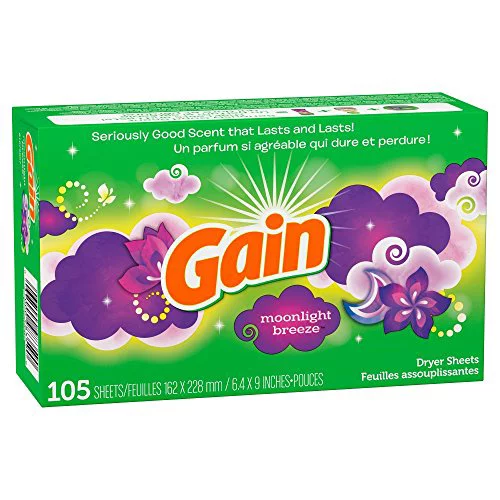 Seriously Good Scent that Lasts and Lasts!
Un parfum si agréable qui dure et perdure!
Gain
moonlight
breeze™
Dryer Sheets
Feuilles assouplissantes
105 SHEETS/FEUILLES 162 X 228 mm / 6.4 X 9 INCHES•POUCES